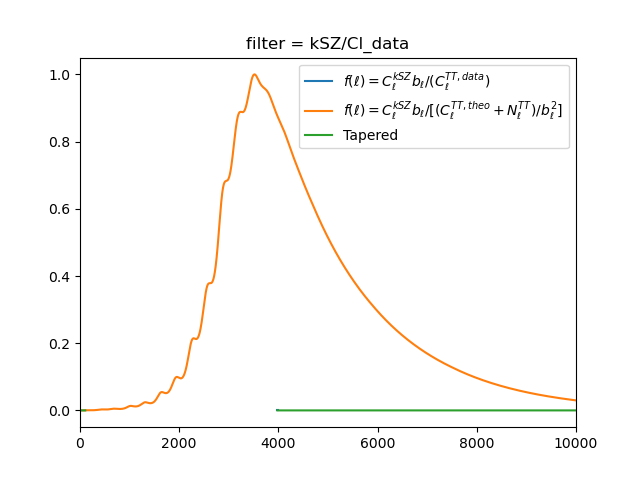 filter = kSZ/Cl_data
f(ℓ) = C_ℓ^{kSZ} b_ℓ/(C_ℓ^{TT, data})
f(ℓ) = C_ℓ^{kSZ} b_ℓ/[(C_ℓ^{TT, theo} + N_ℓ^{TT})/b_ℓ^2]
Tapered
1.0
0.8
0.6
0.4
0.2
0.0
0 2000 4000 6000 8000 10000